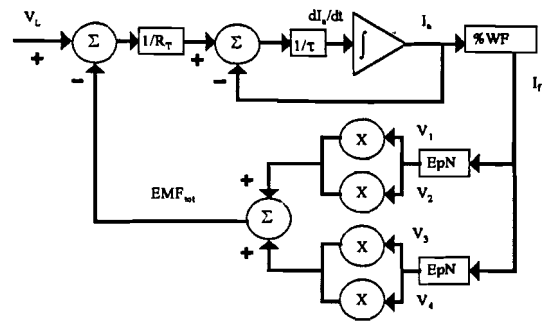 V_L
+
Σ
−
1/R_T
+
Σ
−
1/τ
dI_a/dt
∫
I_a
%WF
I_f
X
V_1
X
V_2
EpN
+
Σ
+
EMF_tot
X
V_3
X
V_4
EpN